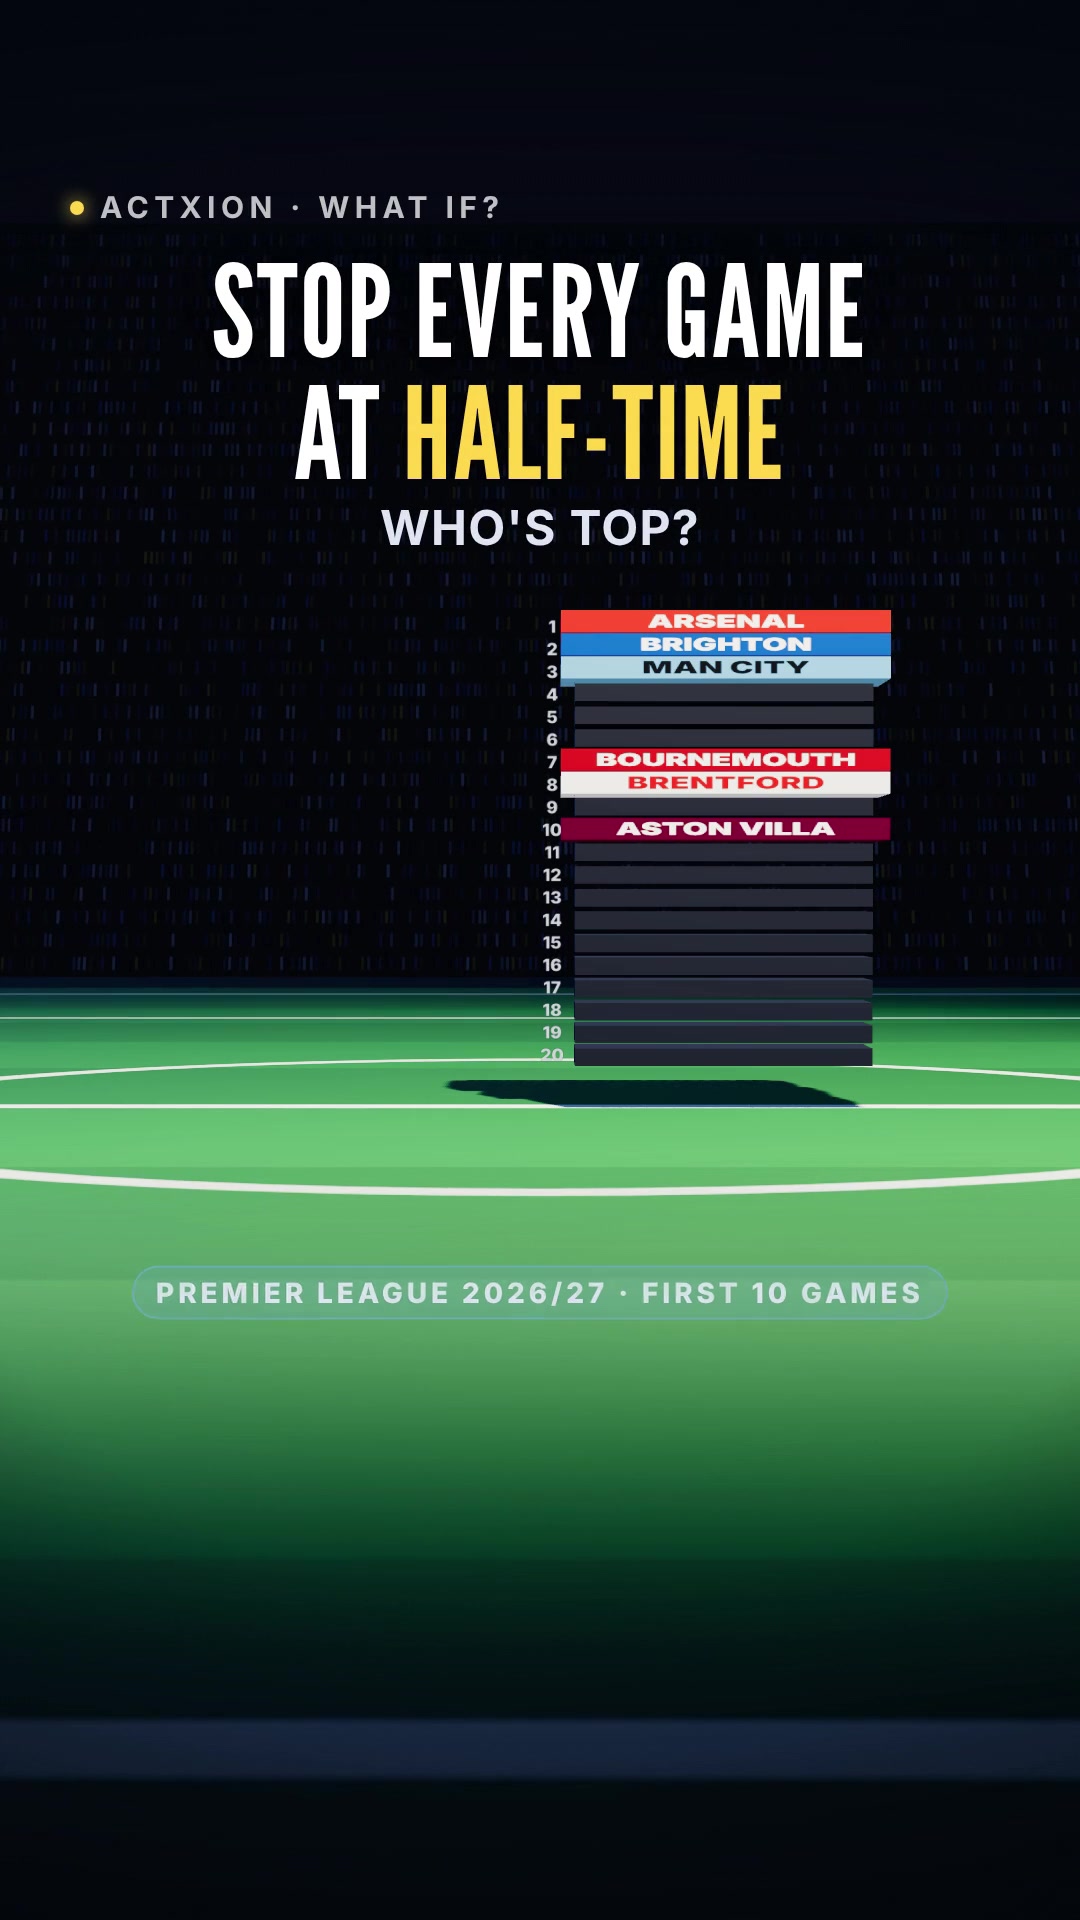 ACTXION · WHAT IF?
STOP EVERY GAME
AT HALF-TIME
WHO'S TOP?
1 ARSENAL
2 BRIGHTON
3 MAN CITY
4
5
6
7 BOURNEMOUTH
8 BRENTFORD
9
10 ASTON VILLA
11
12
13
14
15
16
17
18
19
20
PREMIER LEAGUE 2026/27 · FIRST 10 GAMES